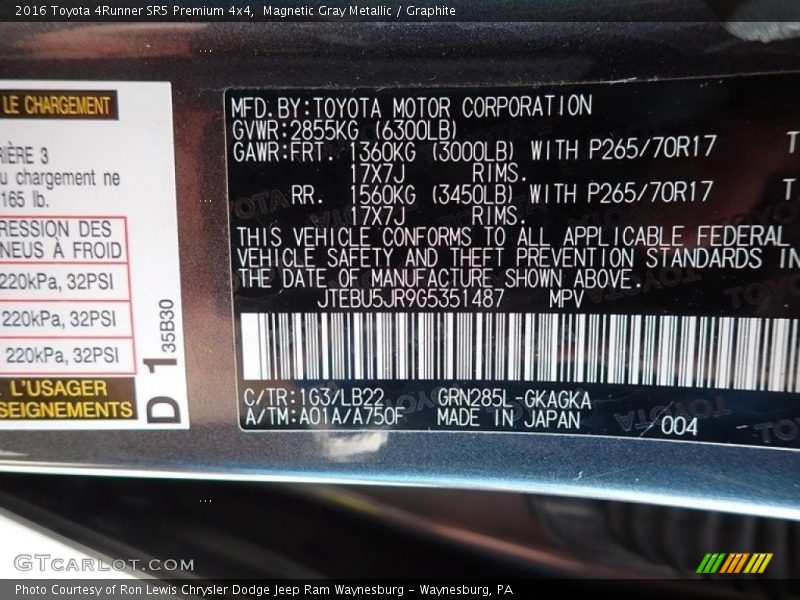 2016 Toyota 4Runner SR5 Premium 4x4,  Magnetic Gray Metallic / Graphite
LE CHARGEMENT
RIÈRE 3
u chargement ne
165 lb.
RESSION DES
NEUS À FROID
220kPa, 32PSI
220kPa, 32PSI
220kPa, 32PSI
L'USAGER
SEIGNEMENTS
D 1 35B30
MFD.BY:TOYOTA MOTOR CORPORATION
GVWR:2855KG (6300LB)
GAWR:FRT. 1360KG (3000LB) WITH P265/70R17 T
17X7J RIMS.
RR. 1560KG (3450LB) WITH P265/70R17 T
17X7J RIMS.
THIS VEHICLE CONFORMS TO ALL APPLICABLE FEDERAL
VEHICLE SAFETY AND THEFT PREVENTION STANDARDS IN
THE DATE OF MANUFACTURE SHOWN ABOVE.
JTEBU5JR9G5351487 MPV
C/TR:1G3/LB22 GRN285L-GKAGKA
A/TM:A01A/A750F MADE IN JAPAN 004
GTCARLOT.COM
Photo Courtesy of Ron Lewis Chrysler Dodge Jeep Ram Waynesburg - Waynesburg, PA